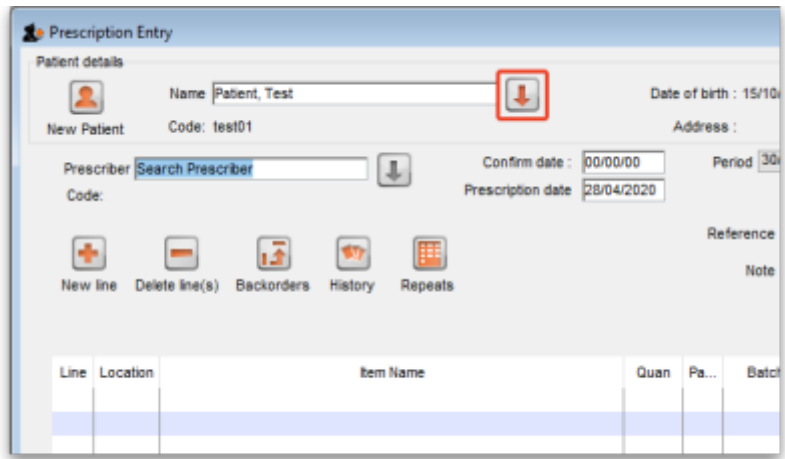 Prescription Entry
Patient details
Name Patient, Test
Date of birth : 15/10
New Patient
Code: test01
Address :
Prescriber Search Prescriber
Confirm date : 00/00/00
Period 30
Code:
Prescription date 28/04/2020
Reference
Note
New line Delete line(s) Backorders History Repeats
Line Location Item Name Quan Pa... Batch